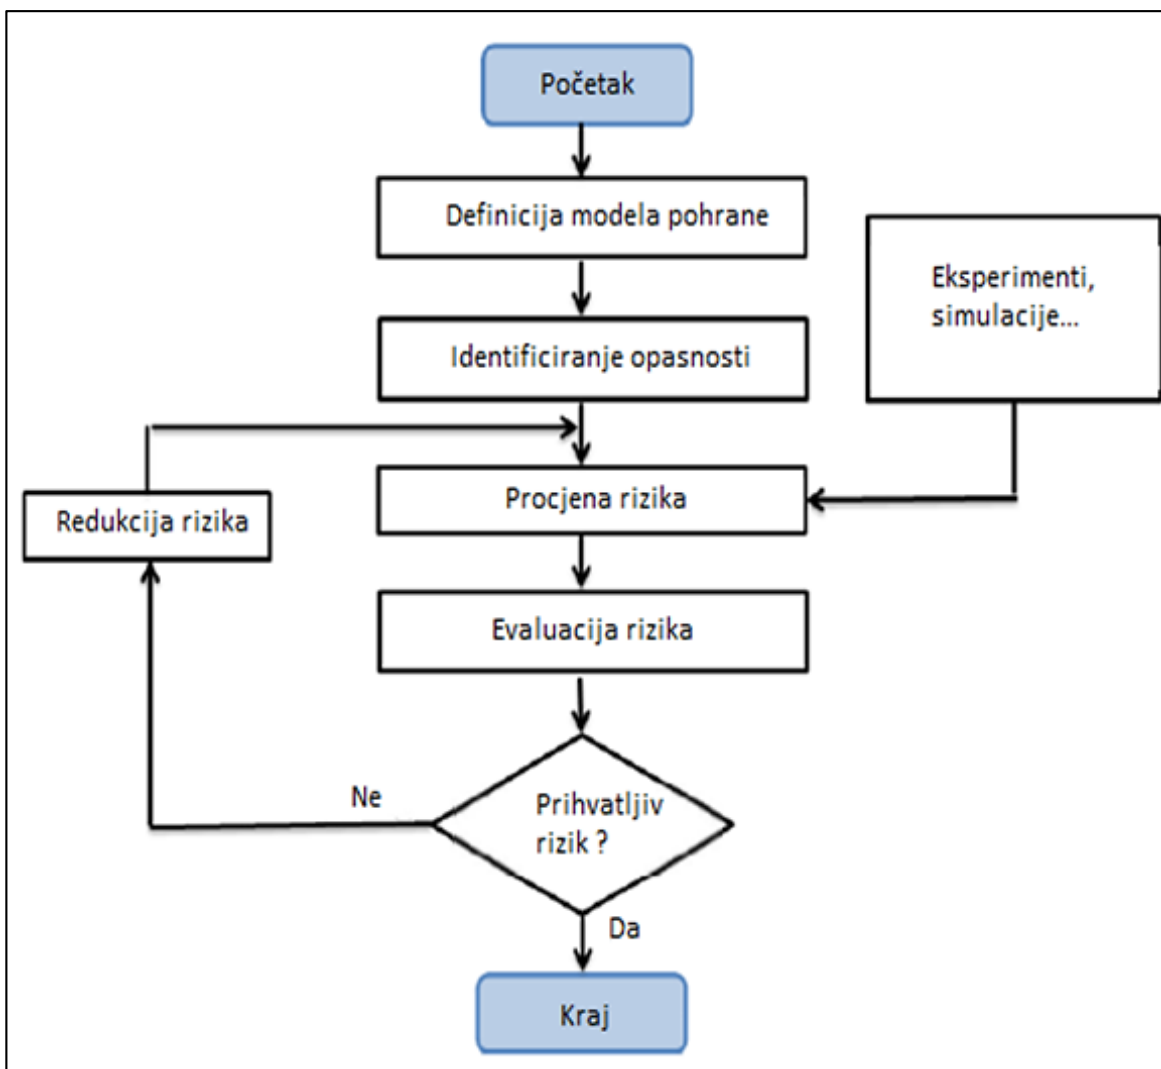 Početak
Definicija modela pohrane
Eksperimenti,
simulacije...
Identificiranje opasnosti
Procjena rizika
Redukcija rizika
Evaluacija rizika
Ne
Prihvatljiv
rizik ?
Da
Kraj